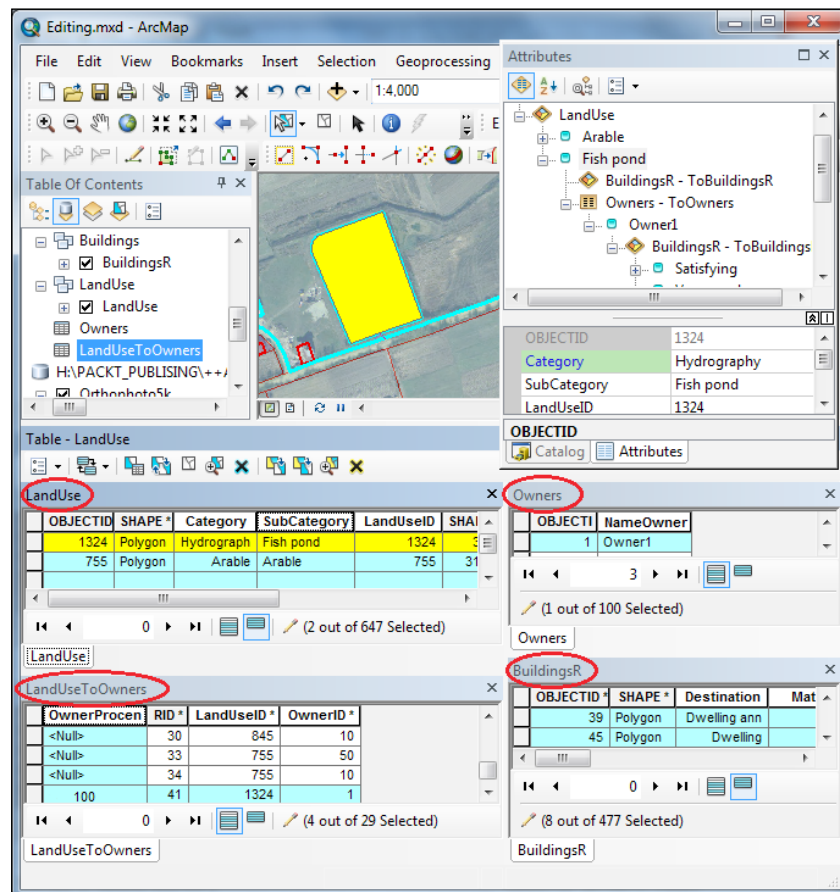 Editing.mxd - ArcMap
File Edit View Bookmarks Insert Selection Geoprocessing
1:4,000
Table Of Contents
Buildings
BuildingsR
LandUse
LandUse
Owners
LandUseToOwners
H:\PACKT_PUBLISING\++A
Orthophoto5k
Attributes
LandUse
Arable
Fish pond
BuildingsR - ToBuildingsR
Owners - ToOwners
Owner1
BuildingsR - ToBuildings
Satisfying
OBJECTID 1324
Category Hydrography
SubCategory Fish pond
LandUseID 1324
OBJECTID
Catalog Attributes
Table - LandUse
LandUse
OBJECTID SHAPE * Category SubCategory LandUseID SHAI
1324 Polygon Hydrograph Fish pond 1324 3
755 Polygon Arable Arable 755 31
0 (2 out of 647 Selected)
LandUse
Owners
OBJECTI NameOwner
1 Owner1
3
(1 out of 100 Selected)
Owners
LandUseToOwners
OwnerProcen RID * LandUseID * OwnerID *
<Null> 30 845 10
<Null> 33 755 50
<Null> 34 755 10
100 41 1324 1
0 (4 out of 29 Selected)
LandUseToOwners
BuildingsR
OBJECTID * SHAPE * Destination Mat
39 Polygon Dwelling ann
45 Polygon Dwelling
0
(8 out of 477 Selected)
BuildingsR